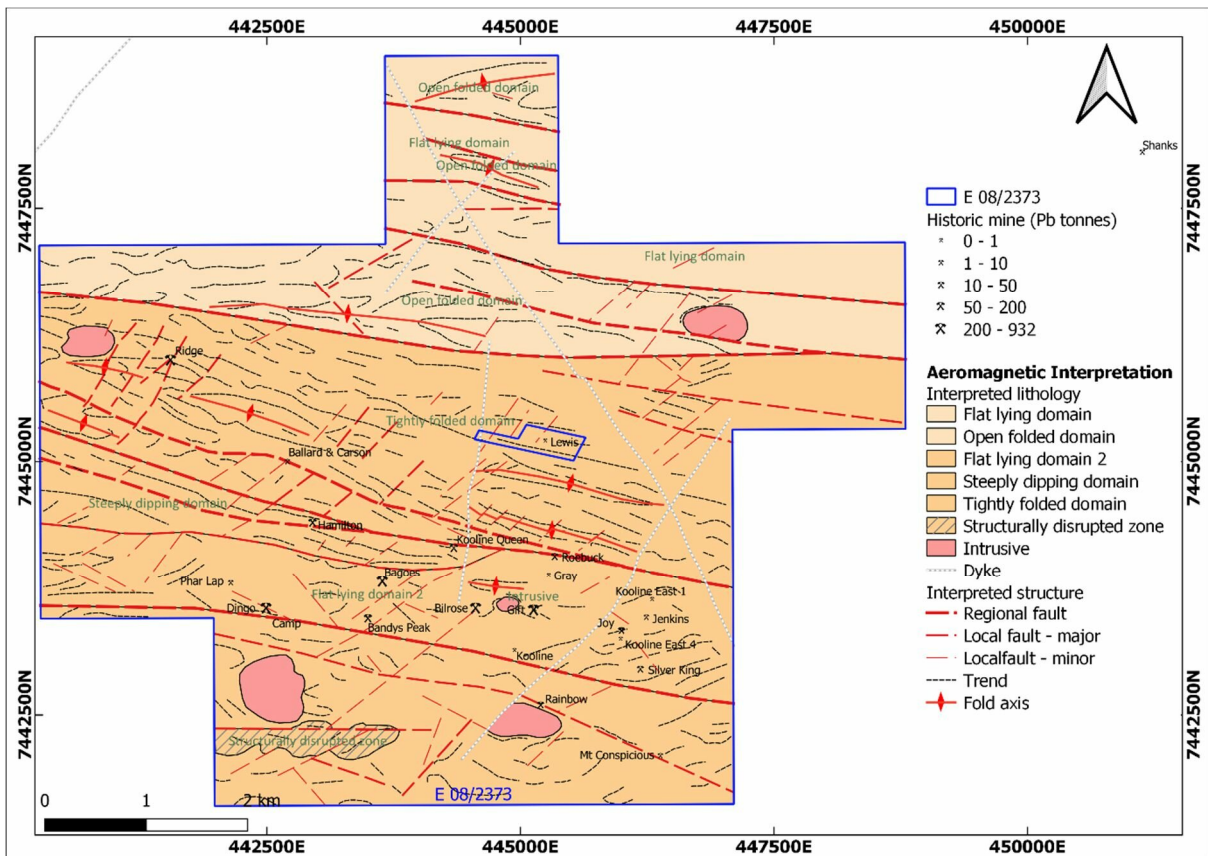 442500E 445000E 447500E 450000E
Open folded domain
Flat lying domain
Open folded domain
Shanks
7447500N 7447500N
Flat lying domain
Open folded domain
Ridge
Tightly folded domain
Lewis
Ballard & Carson
7445000N 7445000N
Steeply dipping domain
Hamilton
Kooline Queen
Roebuck
Bagoes
Gray
Phar Lap
Flat lying domain 2
Intrusive
Kooline East 1
Dingo
Bilrose
Gift
Camp
Bandys Peak
Joy
Jenkins
Kooline East 4
Kooline
Silver King
Rainbow
7442500N 7442500N
Structurally disrupted zone
Mt Conspicious
E 08/2373
0 1 2 km
442500E 445000E 447500E 450000E
E 08/2373
Historic mine (Pb tonnes)
0 - 1
1 - 10
10 - 50
50 - 200
200 - 932
Aeromagnetic Interpretation
Interpreted lithology
Flat lying domain
Open folded domain
Flat lying domain 2
Steeply dipping domain
Tightly folded domain
Structurally disrupted zone
Intrusive
Dyke
Interpreted structure
Regional fault
Local fault - major
Localfault - minor
Trend
Fold axis